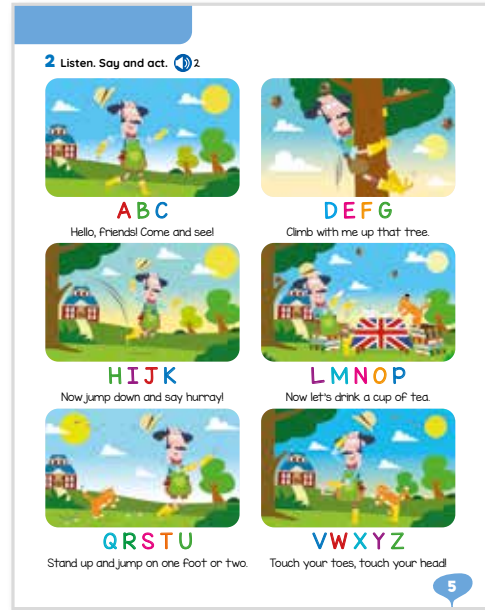 2 Listen. Say and act. 2
A B C
Hello, friends! Come and see!
D E F G
Climb with me up that tree.
H I J K
Now jump down and say hurray!
L M N O P
Now let's drink a cup of tea.
Q R S T U
Stand up and jump on one foot or two.
V W X Y Z
Touch your toes, touch your head!
5